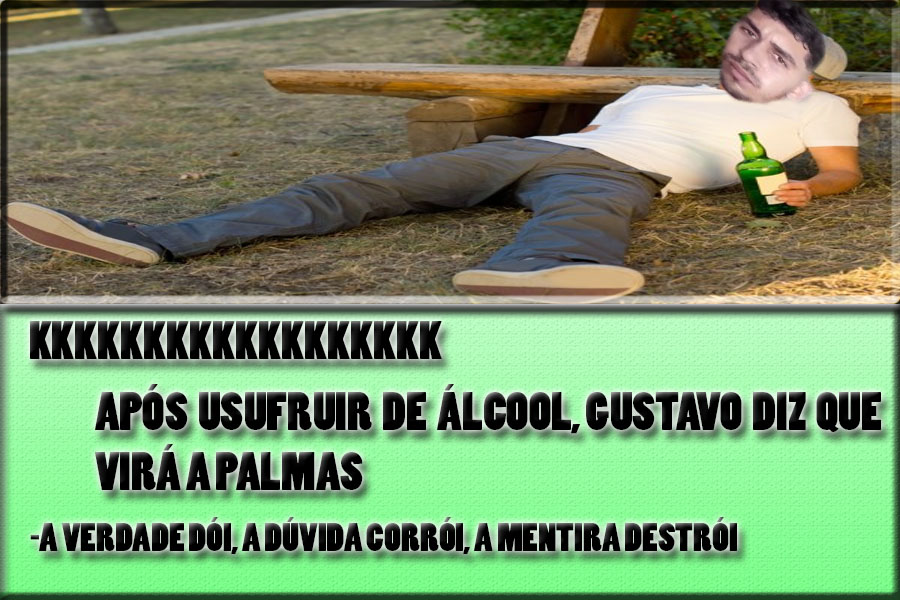 KKKKKKKKKKKKKKKKKK
APÓS USUFRUIR DE ÁLCOOL, GUSTAVO DIZ QUE
VIRÁ A PALMAS
-A VERDADE DÓI, A DÚVIDA CORRÓI, A MENTIRA DESTRÓI